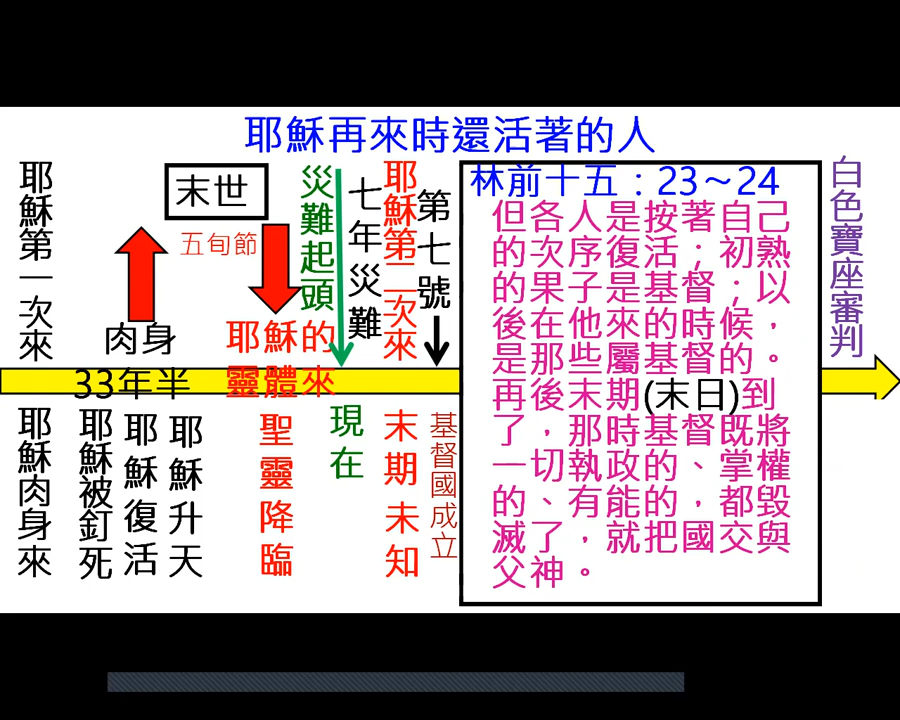 耶穌再來時還活著的人
耶穌第一次來
末世
五旬節
災難起頭
七年災難
耶穌第二次來
第七號
肉身
耶穌的
靈體來
33年半
耶穌肉身來
耶穌被釘死
耶穌復活
耶穌升天
聖靈降臨
現在
末期未知
基督國成立
林前十五：23～24
但各人是按著自己
的次序復活；初熟
的果子是基督；以
後在他來的時候，
是那些屬基督的。
再後末期(末日)到
了，那時基督既將
一切執政的、掌權
的、有能的，都毀
滅了，就把國交與
父神。
白色寶座審判